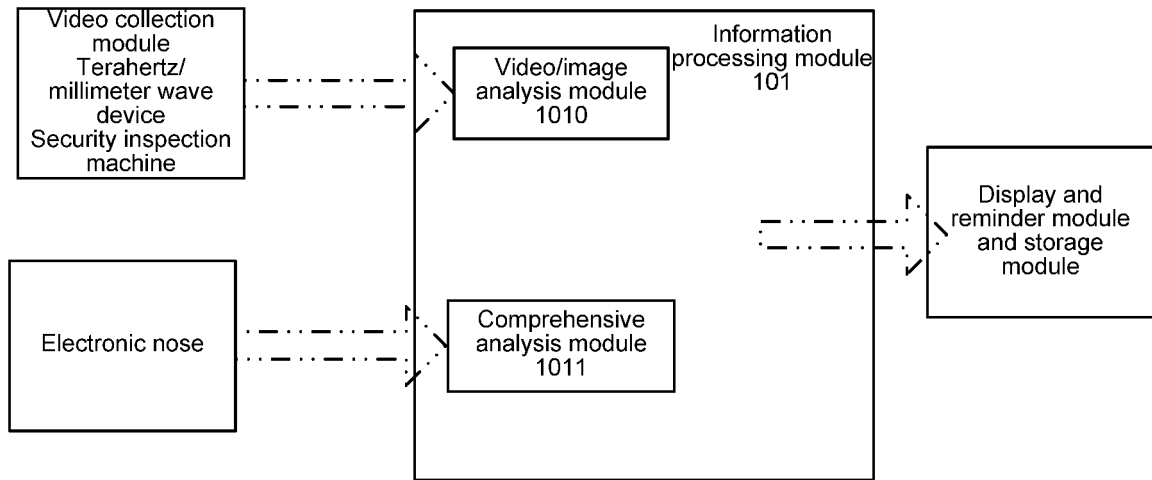 Video collection
module
Terahertz/
millimeter wave
device
Security inspection
machine
Video/image
analysis module
1010
Information
processing module
101
Display and
reminder module
and storage
module
Electronic nose
Comprehensive
analysis module
1011